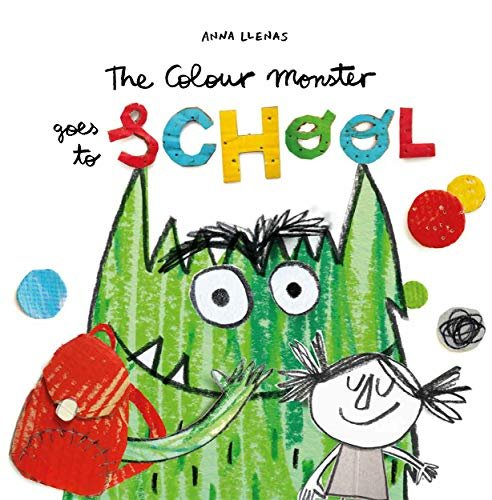 ANNA LLENAS
The Colour Monster
goes to SCHOOL